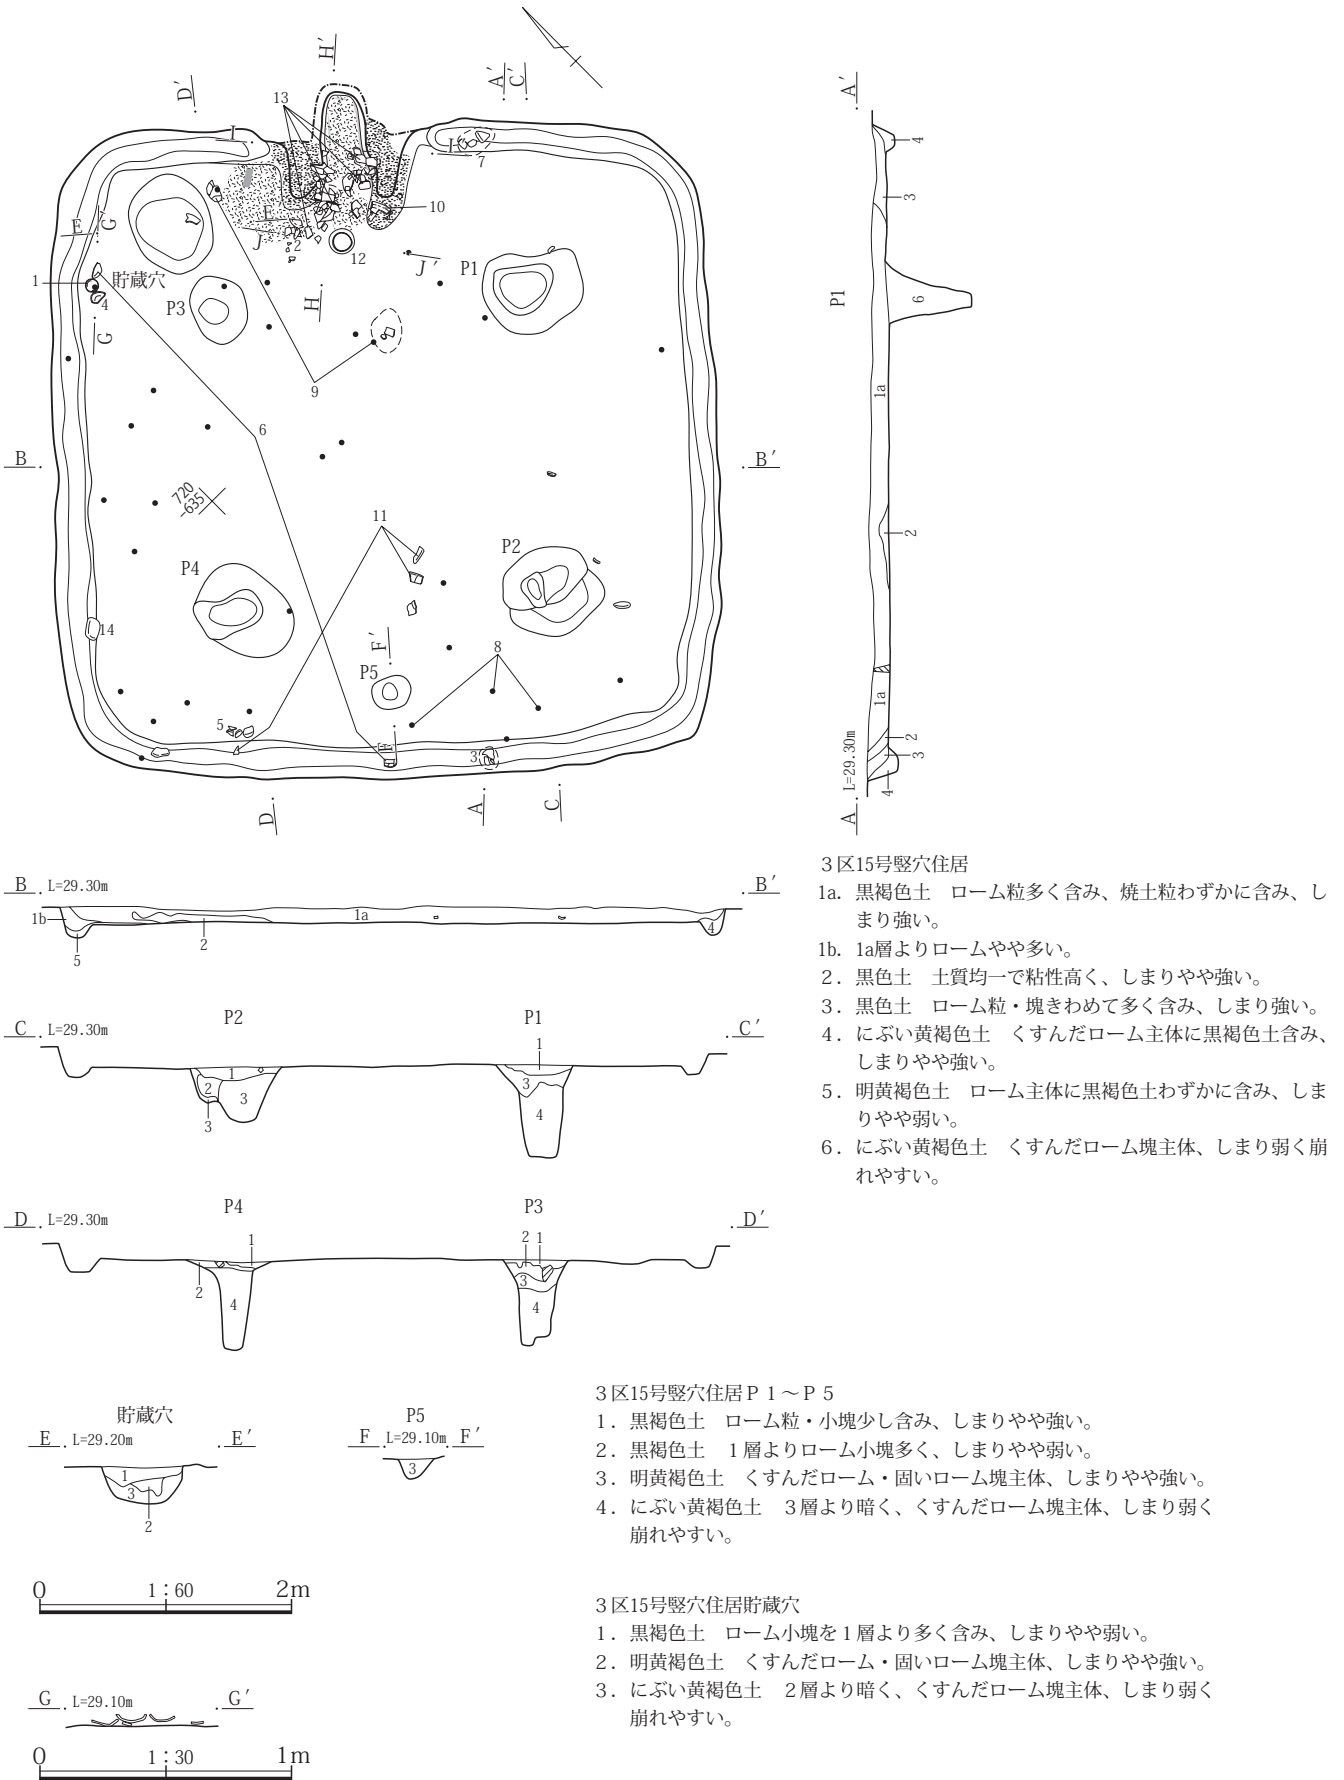 H′
D′
A′
C′
13
I
I′
7
E
10
J
2
12
J′
E′
G′
1
貯蔵穴
4
P3
P1
H
G
9
6
B
B′
720
-635
11
P2
P4
14
F′
8
P5
5
F
3
D
A
C
A′
4
3
P1
6
1a
2
1a
2
3
4
A
L=29.30m
B L=29.30m B′
1b
1a
2
4
5
P2 P1
C L=29.30m C′
1
1
2
3
3
3
4
P4 P3
D L=29.30m D′
1
2 1
2
3
4
4
貯蔵穴
E L=29.20m E′
1
3
2
P5
F L=29.10m F′
3
0 1:60 2m
G L=29.10m G′
0 1:30 1m
３区15号竪穴住居
1a. 黒褐色土　ローム粒多く含み、焼土粒わずかに含み、し
まり強い。
1b. 1a層よりロームやや多い。
２. 黒色土　土質均一で粘性高く、しまりやや強い。
３. 黒色土　ローム粒・塊きわめて多く含み、しまり強い。
４. にぶい黄褐色土　くすんだローム主体に黒褐色土含み、
しまりやや強い。
５. 明黄褐色土　ローム主体に黒褐色土わずかに含み、しま
りやや弱い。
６. にぶい黄褐色土　くすんだローム塊主体、しまり弱く崩
れやすい。
３区15号竪穴住居Ｐ１～Ｐ５
１. 黒褐色土　ローム粒・小塊少し含み、しまりやや強い。
２. 黒褐色土　１層よりローム小塊多く、しまりやや弱い。
３. 明黄褐色土　くすんだローム・固いローム塊主体、しまりやや強い。
４. にぶい黄褐色土　３層より暗く、くすんだローム塊主体、しまり弱く
崩れやすい。
３区15号竪穴住居貯蔵穴
１. 黒褐色土　ローム小塊を１層より多く含み、しまりやや弱い。
２. 明黄褐色土　くすんだローム・固いローム塊主体、しまりやや強い。
３. にぶい黄褐色土　２層より暗く、くすんだローム塊主体、しまり弱く
崩れやすい。